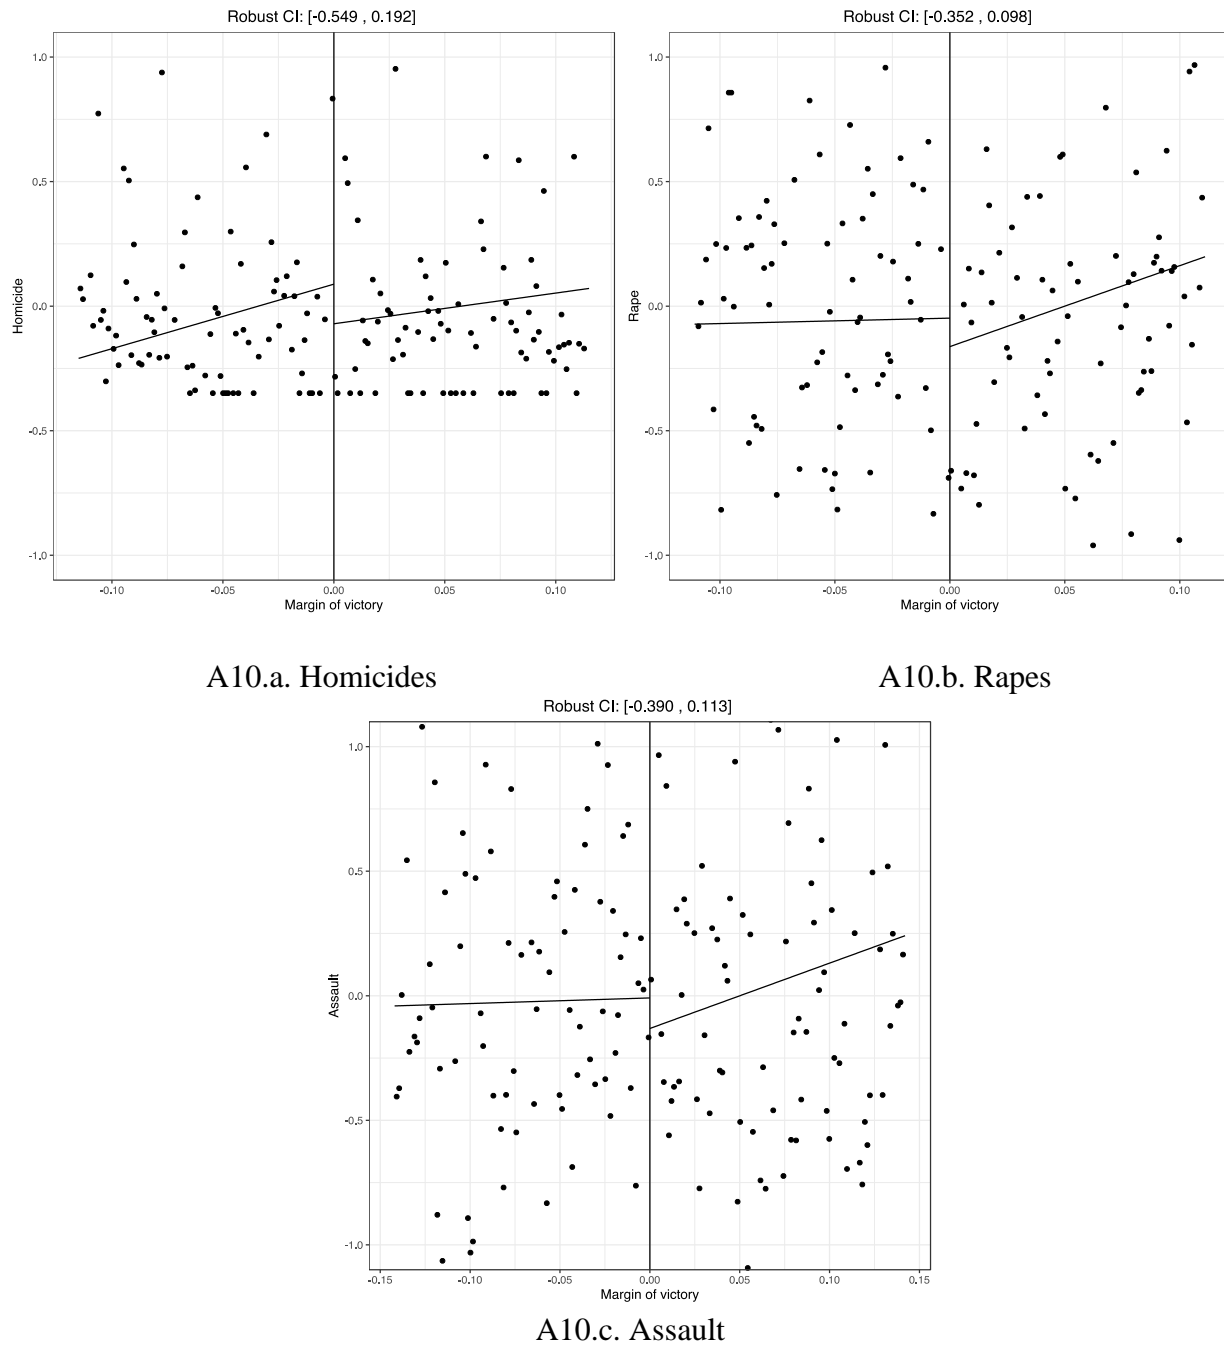 Robust CI: [-0.549 , 0.192]
1.0
0.5
0.0
-0.5
-1.0
Homicide
-0.10
-0.05
0.00
0.05
0.10
Margin of victory
A10.a. Homicides
Robust CI: [-0.352 , 0.098]
1.0
0.5
0.0
-0.5
-1.0
Rape
-0.10
-0.05
0.00
0.05
0.10
Margin of victory
A10.b. Rapes
Robust CI: [-0.390 , 0.113]
1.0
0.5
0.0
-0.5
-1.0
Assault
-0.15
-0.10
-0.05
0.00
0.05
0.10
0.15
Margin of victory
A10.c. Assault